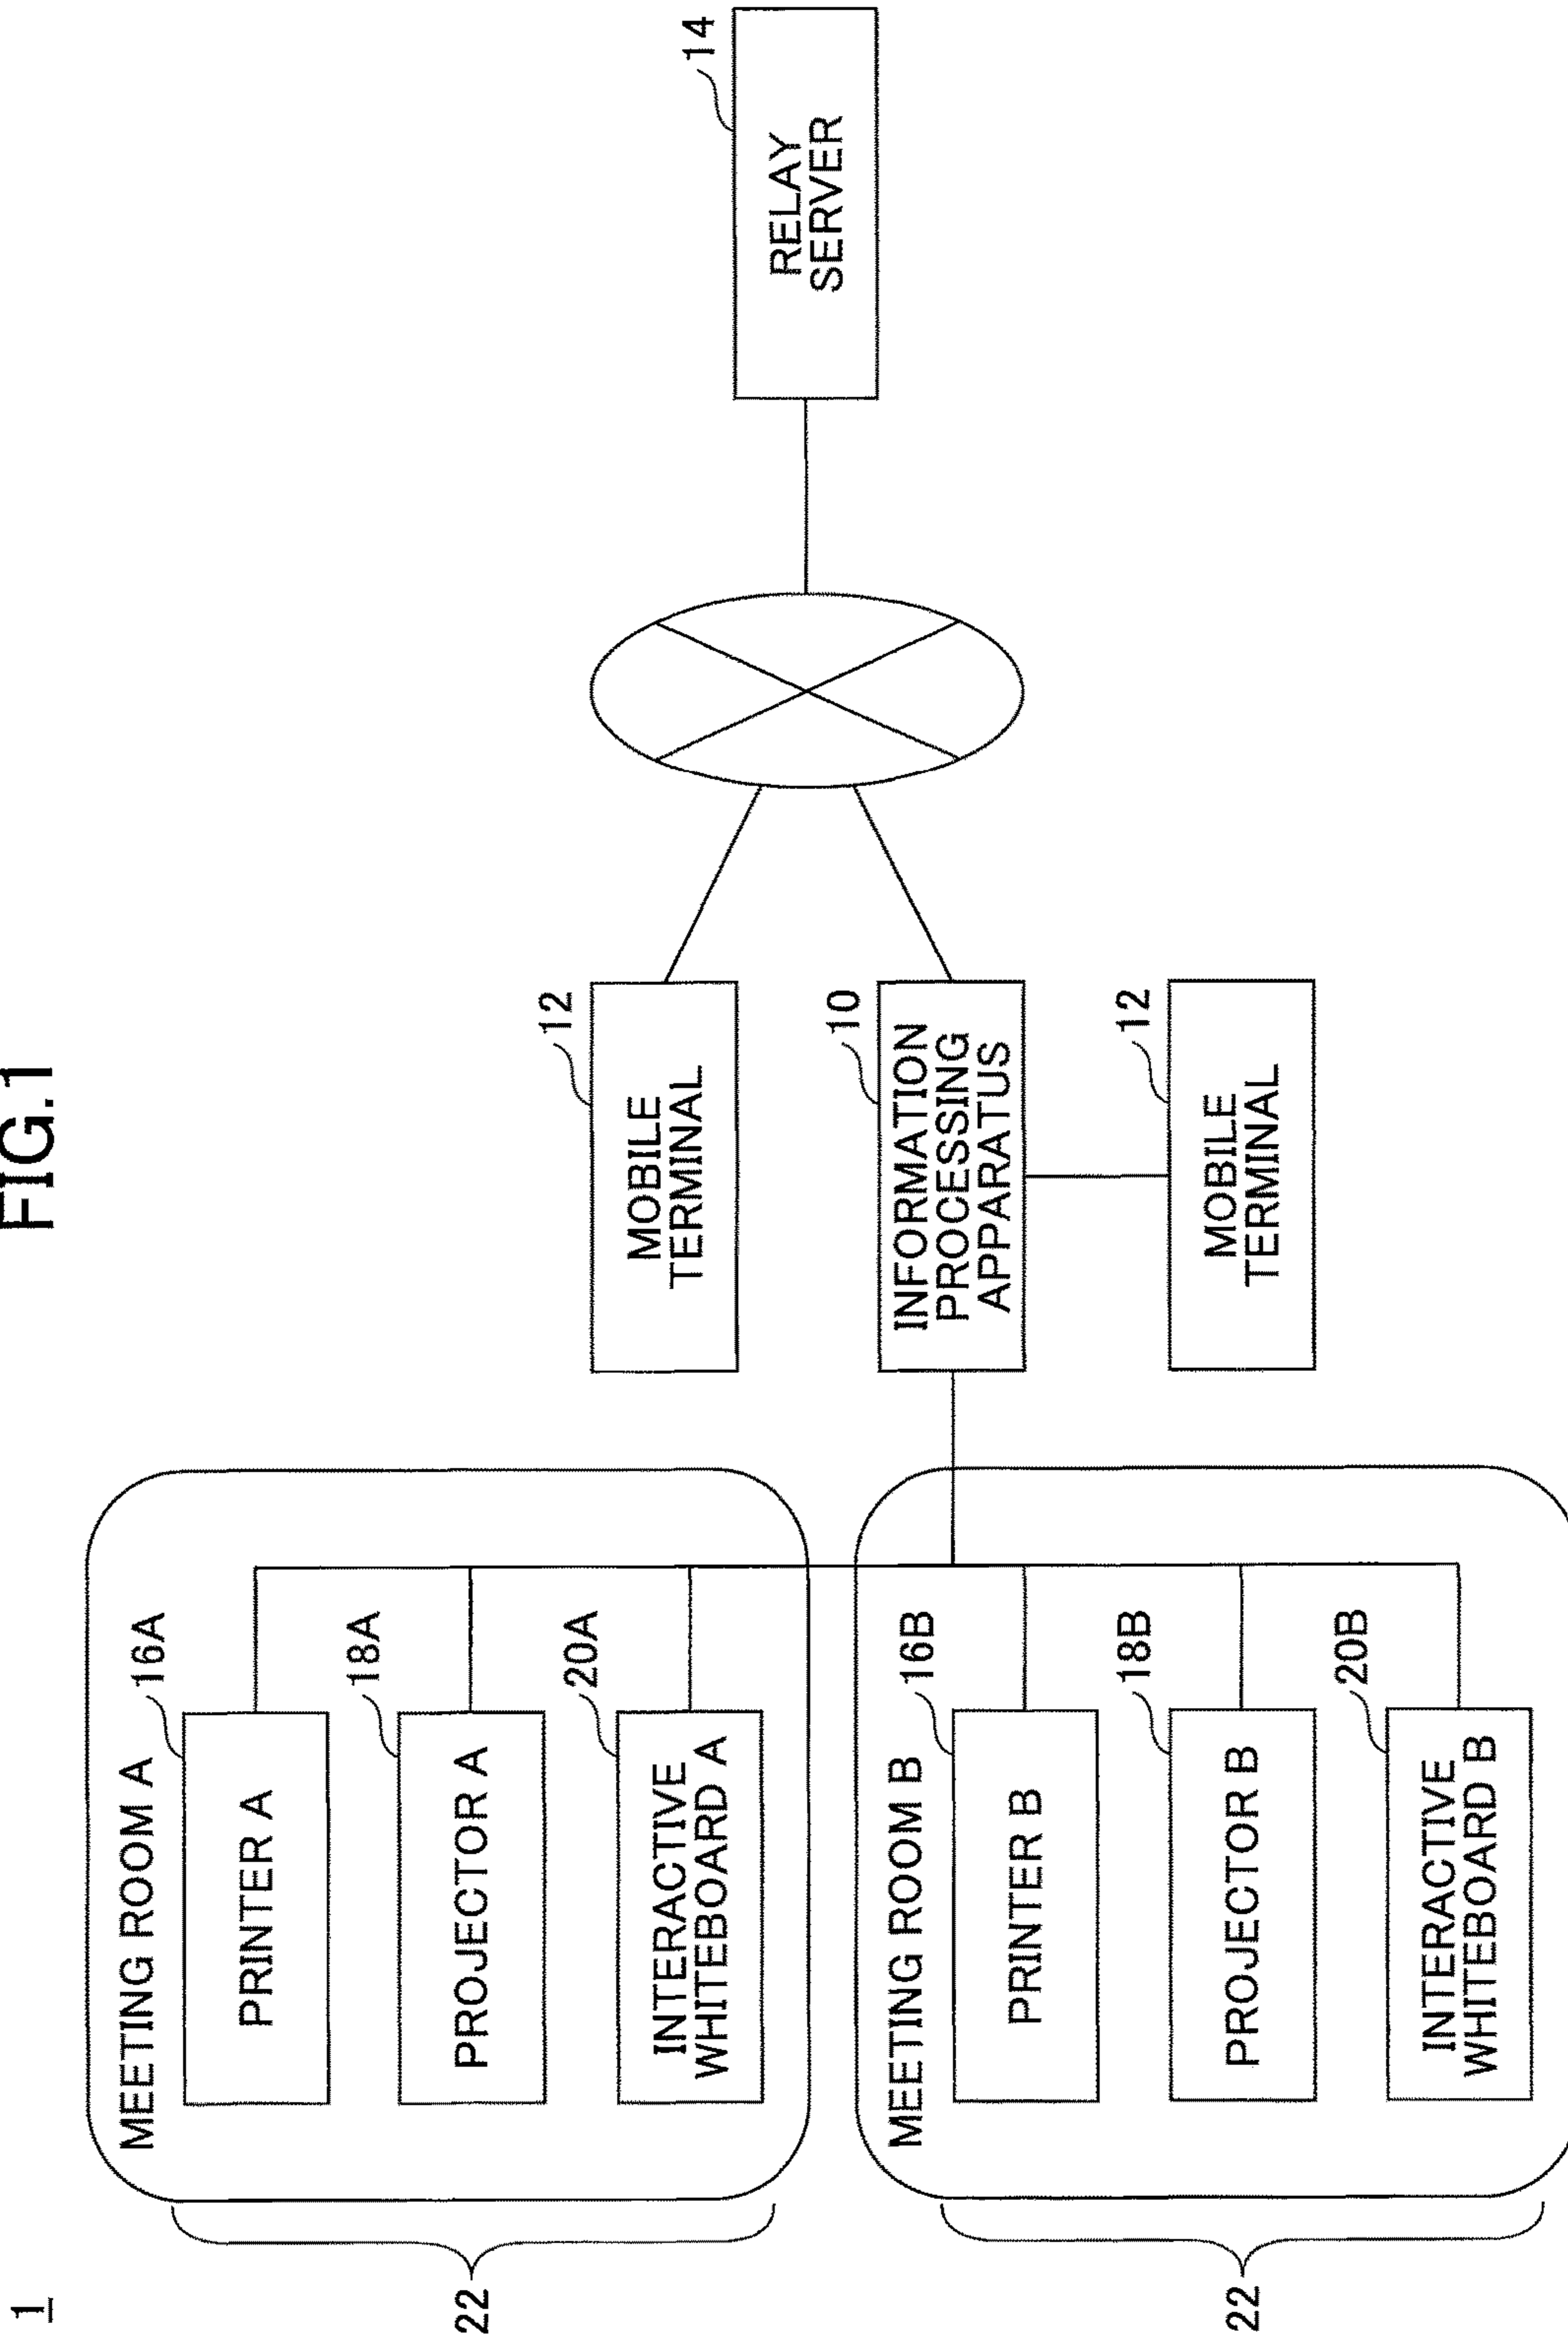 FIG.1
1
MEETING ROOM A
16A
PRINTER A
18A
PROJECTOR A
20A
INTERACTIVE
WHITEBOARD A
22
MEETING ROOM B
16B
PRINTER B
18B
PROJECTOR B
20B
INTERACTIVE
WHITEBOARD B
22
12
MOBILE
TERMINAL
10
INFORMATION
PROCESSING
APPARATUS
12
MOBILE
TERMINAL
14
RELAY
SERVER